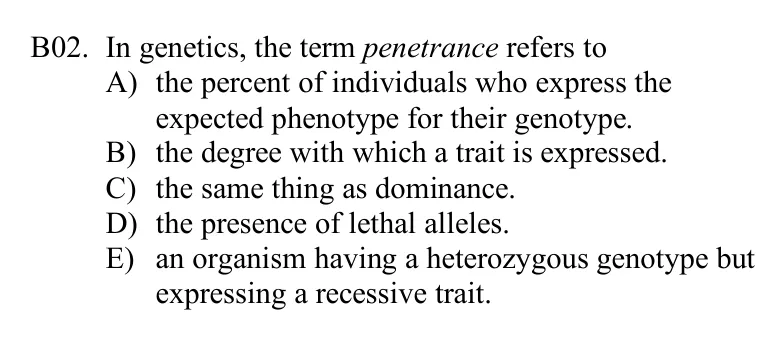 B02. In genetics, the term penetrance refers to
A) the percent of individuals who express the
expected phenotype for their genotype.
B) the degree with which a trait is expressed.
C) the same thing as dominance.
D) the presence of lethal alleles.
E) an organism having a heterozygous genotype but
expressing a recessive trait.